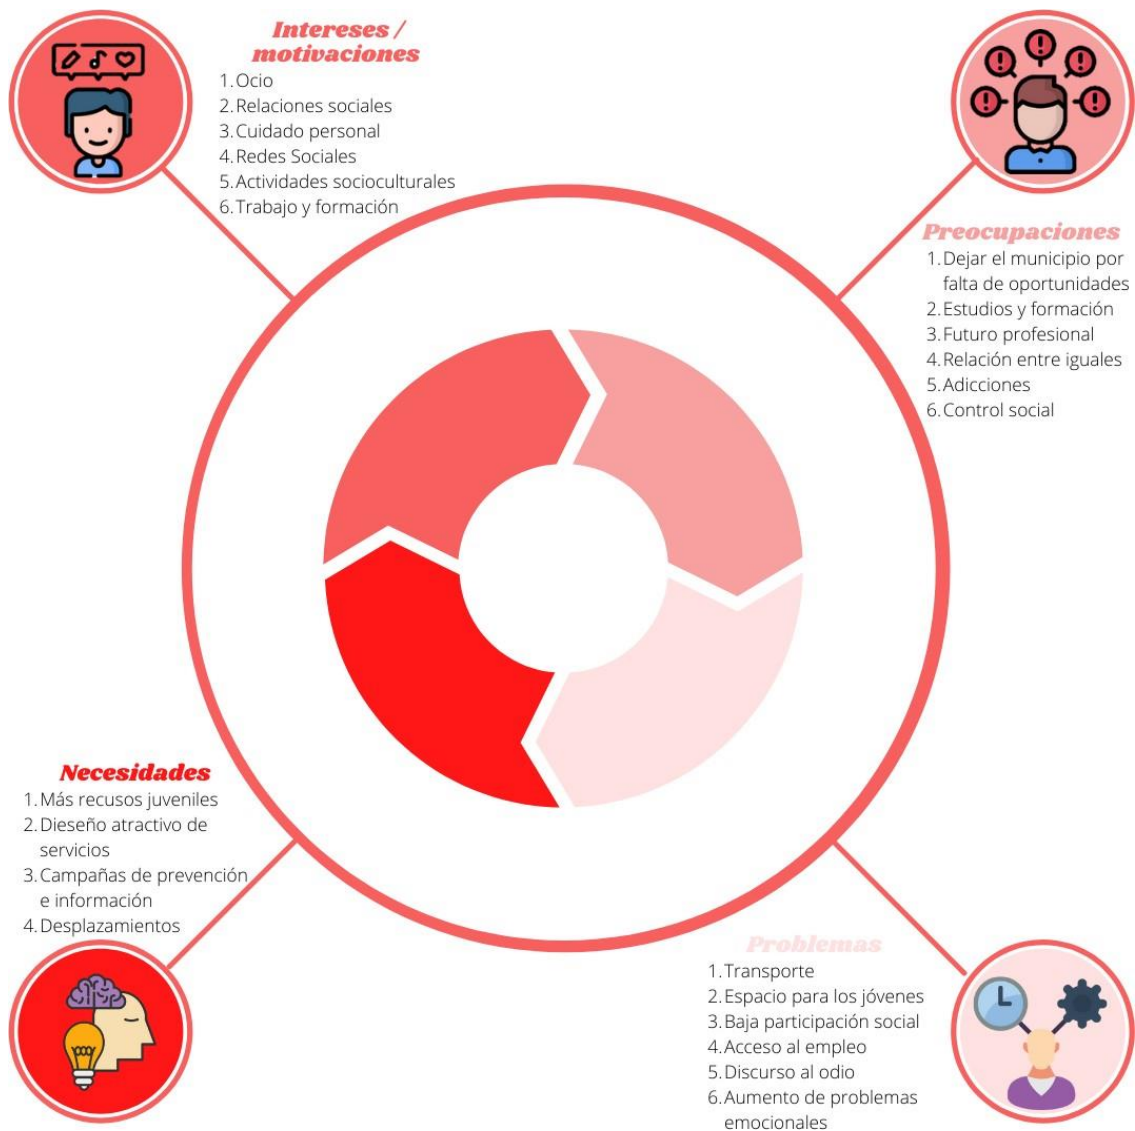 Intereses /
motivaciones
1. Ocio
2. Relaciones sociales
3. Cuidado personal
4. Redes Sociales
5. Actividades socioculturales
6. Trabajo y formación
Preocupaciones
1. Dejar el municipio por
falta de oportunidades
2. Estudios y formación
3. Futuro profesional
4. Relación entre iguales
5. Adicciones
6. Control social
Necesidades
1. Más recusos juveniles
2. Dieseño atractivo de
servicios
3. Campañas de prevención
e información
4. Desplazamientos
Problemas
1. Transporte
2. Espacio para los jóvenes
3. Baja participación social
4. Acceso al empleo
5. Discurso al odio
6. Aumento de problemas
emocionales